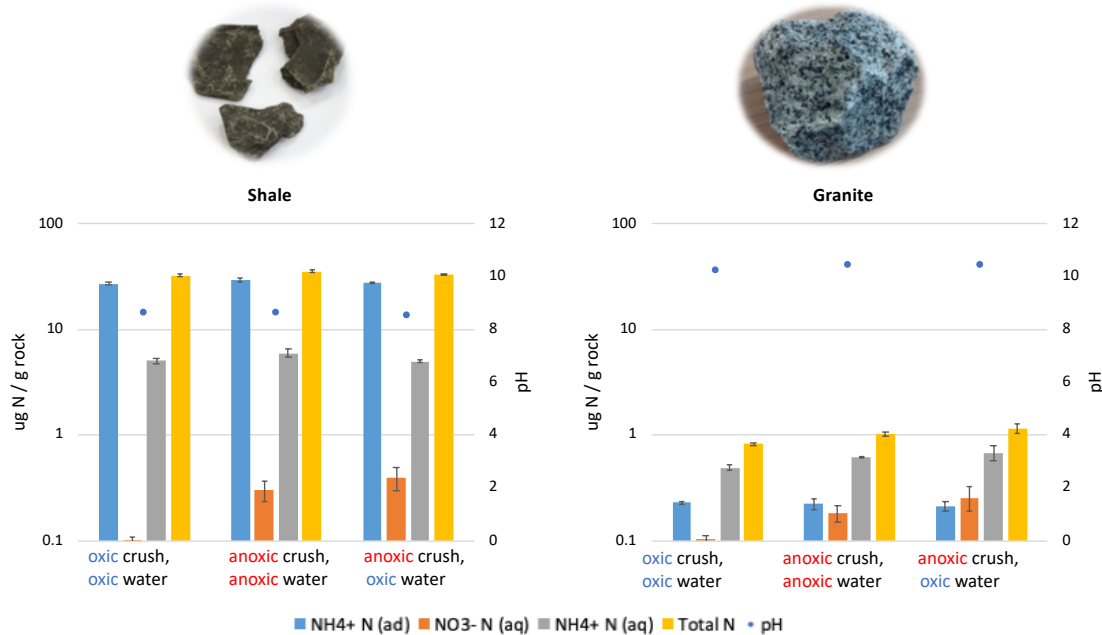 Shale
100
10
1
0.1
ug N / g rock
12
10
8
6
4
2
0
pH
oxic crush,
oxic water
anoxic crush,
anoxic water
anoxic crush,
oxic water
Granite
100
10
1
0.1
ug N / g rock
12
10
8
6
4
2
0
pH
oxic crush,
oxic water
anoxic crush,
anoxic water
anoxic crush,
oxic water
NH4+ N (ad) NO3- N (aq) NH4+ N (aq) Total N pH